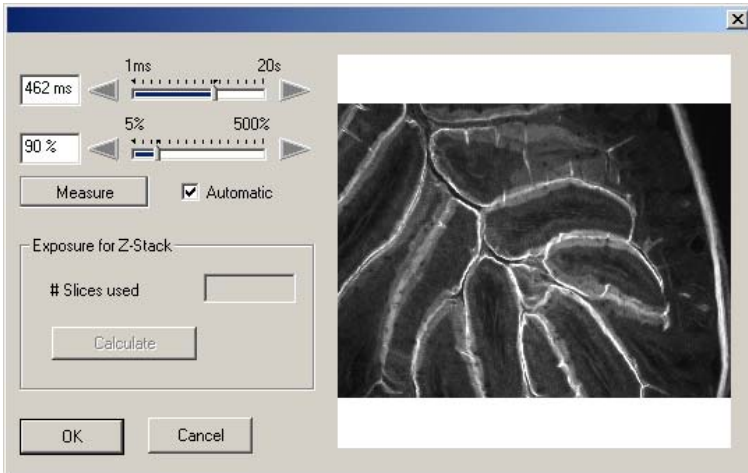 1ms 20s
462 ms
5% 500%
90 %
Measure Automatic
Exposure for Z-Stack
# Slices used
Calculate
OK Cancel